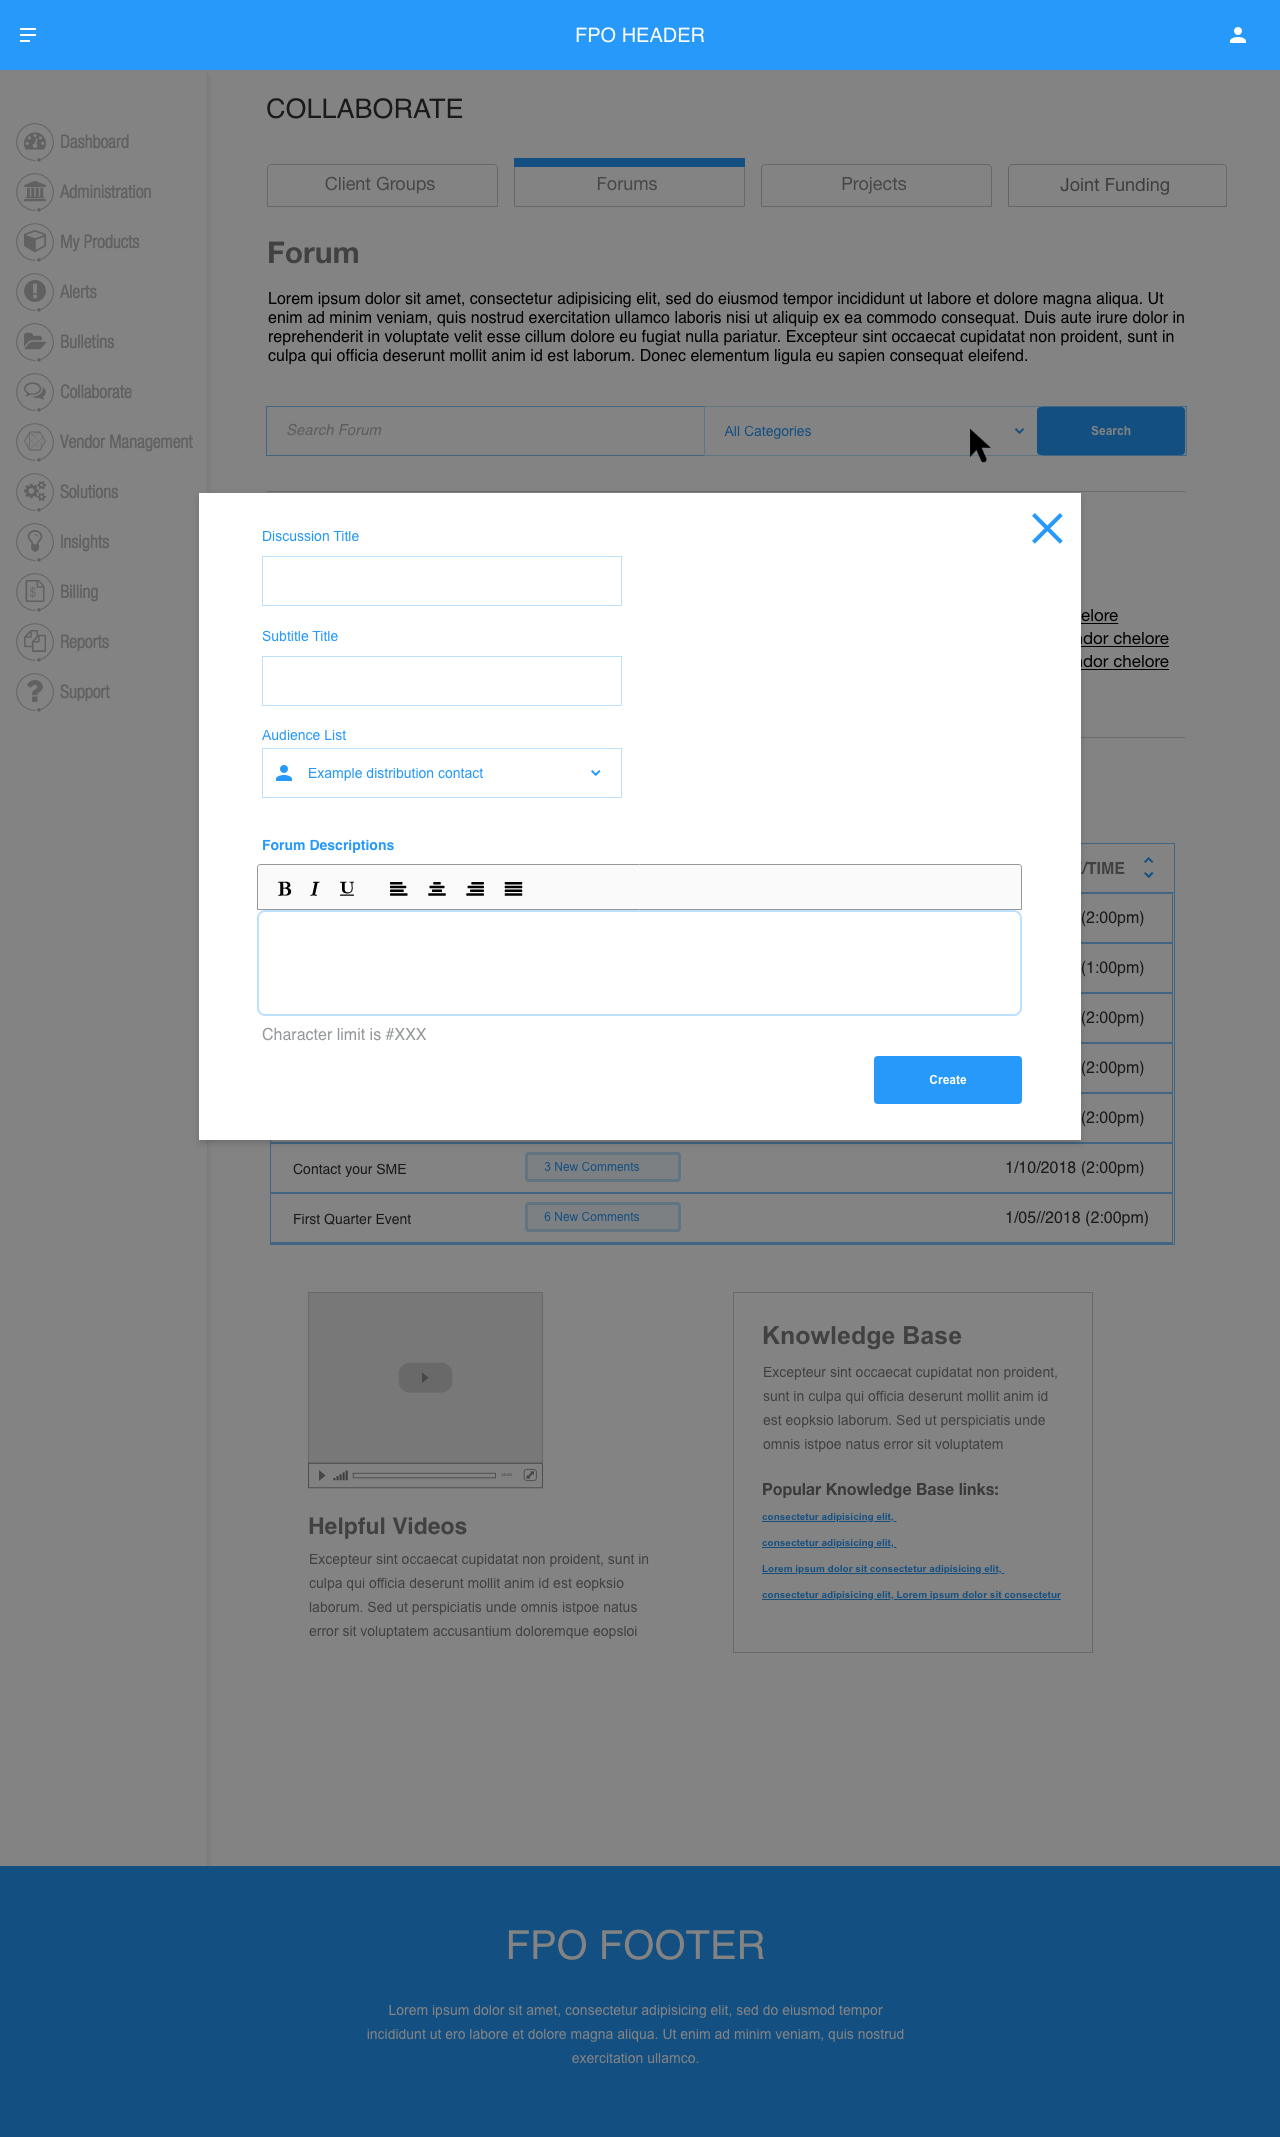 FPO HEADER
COLLABORATE
Client Groups
Forums
Projects
Joint Funding
Dashboard
Administration
My Products
Alerts
Bulletins
Collaborate
Vendor Management
Solutions
Insights
Billing
Reports
Support
Forum
Lorem ipsum dolor sit amet, consectetur adipisicing elit, sed do eiusmod tempor incididunt ut labore et dolore magna aliqua. Ut
enim ad minim veniam, quis nostrud exercitation ullamco laboris nisi ut aliquip ex ea commodo consequat. Duis aute irure dolor in
reprehenderit in voluptate velit esse cillum dolore eu fugiat nulla pariatur. Excepteur sint occaecat cupidatat non proident, sunt in
culpa qui officia deserunt mollit anim id est laborum. Donec elementum ligula eu sapien consequat eleifend.
Search Forum
All Categories
Search
Discussion Title
Subtitle Title
Audience List
Example distribution contact
Forum Descriptions
B I U
Character limit is #XXX
Create
elore
dor chelore
dor chelore
/TIME
(2:00pm)
(1:00pm)
(2:00pm)
(2:00pm)
(2:00pm)
Contact your SME
3 New Comments
1/10/2018 (2:00pm)
First Quarter Event
6 New Comments
1/05//2018 (2:00pm)
Helpful Videos
Excepteur sint occaecat cupidatat non proident, sunt in
culpa qui officia deserunt mollit anim id est eopksio
laborum. Sed ut perspiciatis unde omnis istpoe natus
error sit voluptatem accusantium doloremque eopsloi
Knowledge Base
Excepteur sint occaecat cupidatat non proident,
sunt in culpa qui officia deserunt mollit anim id
est eopksio laborum. Sed ut perspiciatis unde
omnis istpoe natus error sit voluptatem
Popular Knowledge Base links:
consectetur adipisicing elit,
consectetur adipisicing elit,
Lorem ipsum dolor sit consectetur adipisicing elit,
consectetur adipisicing elit, Lorem ipsum dolor sit consectetur
FPO FOOTER
Lorem ipsum dolor sit amet, consectetur adipisicing elit, sed do eiusmod tempor
incididunt ut ero labore et dolore magna aliqua. Ut enim ad minim veniam, quis nostrud
exercitation ullamco.